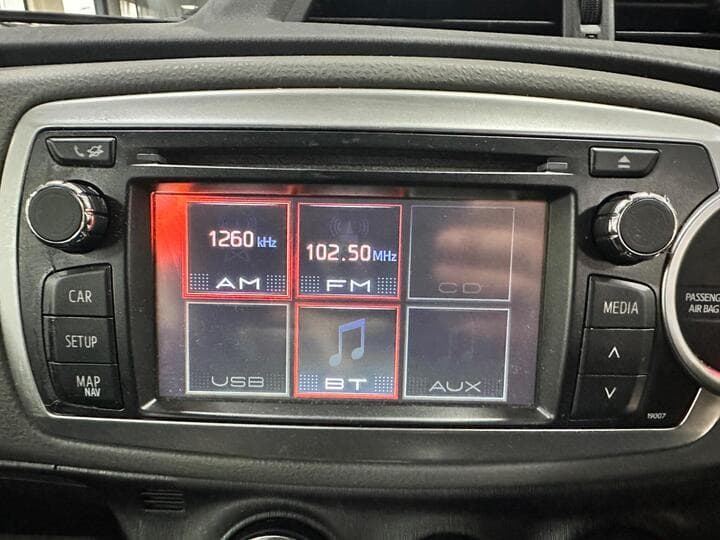 1260 kHz
AM
102.50 MHz
FM
CD
USB
BT
AUX
CAR
SETUP
MAP
NAV
MEDIA
19007
PASSENG
AIR BAG